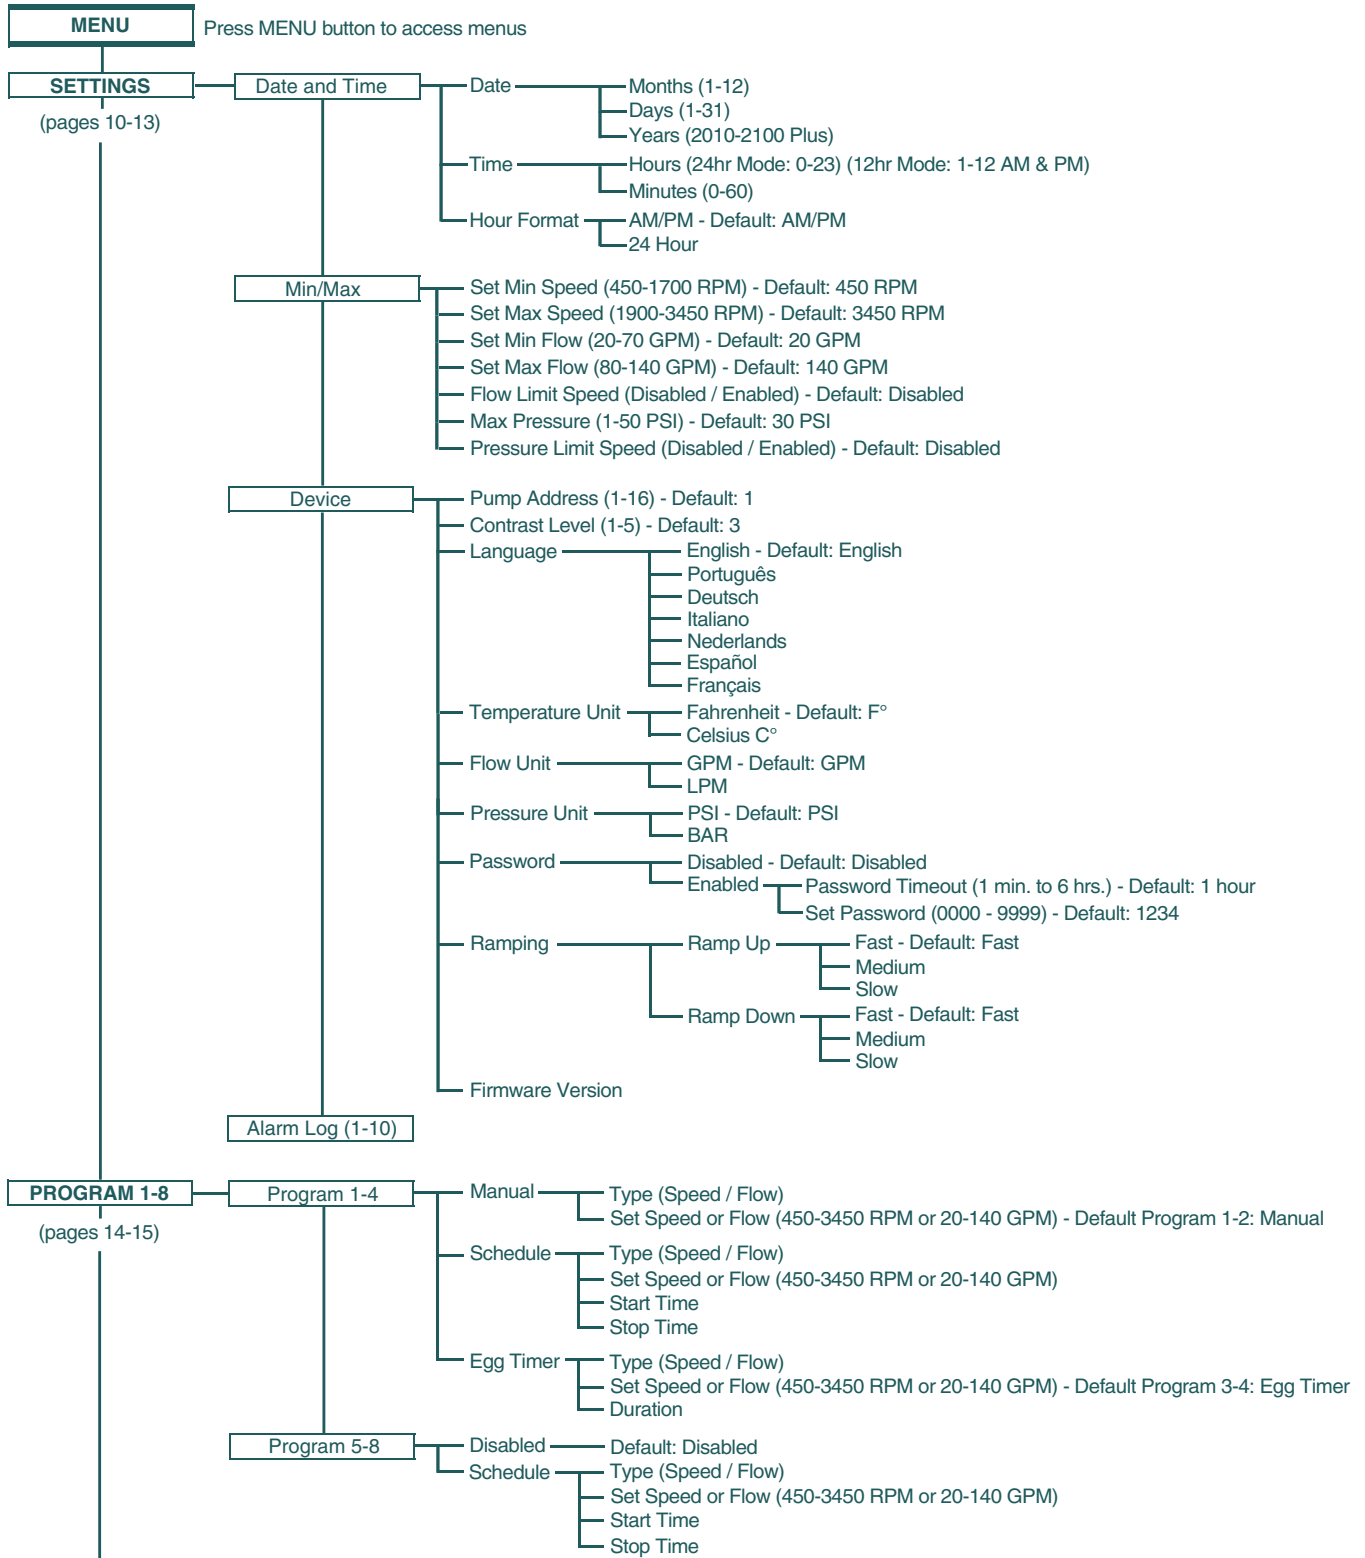 MENU Press MENU button to access menus
SETTINGS Date and Time Date Months (1-12)
(pages 10-13) Days (1-31)
Years (2010-2100 Plus)
Time Hours (24hr Mode: 0-23) (12hr Mode: 1-12 AM & PM)
Minutes (0-60)
Hour Format AM/PM - Default: AM/PM
24 Hour
Min/Max Set Min Speed (450-1700 RPM) - Default: 450 RPM
Set Max Speed (1900-3450 RPM) - Default: 3450 RPM
Set Min Flow (20-70 GPM) - Default: 20 GPM
Set Max Flow (80-140 GPM) - Default: 140 GPM
Flow Limit Speed (Disabled / Enabled) - Default: Disabled
Max Pressure (1-50 PSI) - Default: 30 PSI
Pressure Limit Speed (Disabled / Enabled) - Default: Disabled
Device Pump Address (1-16) - Default: 1
Contrast Level (1-5) - Default: 3
Language English - Default: English
Português
Deutsch
Italiano
Nederlands
Español
Français
Temperature Unit Fahrenheit - Default: F°
Celsius C°
Flow Unit GPM - Default: GPM
LPM
Pressure Unit PSI - Default: PSI
BAR
Password Disabled - Default: Disabled
Enabled Password Timeout (1 min. to 6 hrs.) - Default: 1 hour
Set Password (0000 - 9999) - Default: 1234
Ramping Ramp Up Fast - Default: Fast
Medium
Slow
Ramp Down Fast - Default: Fast
Medium
Slow
Firmware Version
Alarm Log (1-10)
PROGRAM 1-8 Program 1-4 Manual Type (Speed / Flow)
(pages 14-15) Set Speed or Flow (450-3450 RPM or 20-140 GPM) - Default Program 1-2: Manual
Schedule Type (Speed / Flow)
Set Speed or Flow (450-3450 RPM or 20-140 GPM)
Start Time
Stop Time
Egg Timer Type (Speed / Flow)
Set Speed or Flow (450-3450 RPM or 20-140 GPM) - Default Program 3-4: Egg Timer
Duration
Program 5-8 Disabled Default: Disabled
Schedule Type (Speed / Flow)
Set Speed or Flow (450-3450 RPM or 20-140 GPM)
Start Time
Stop Time